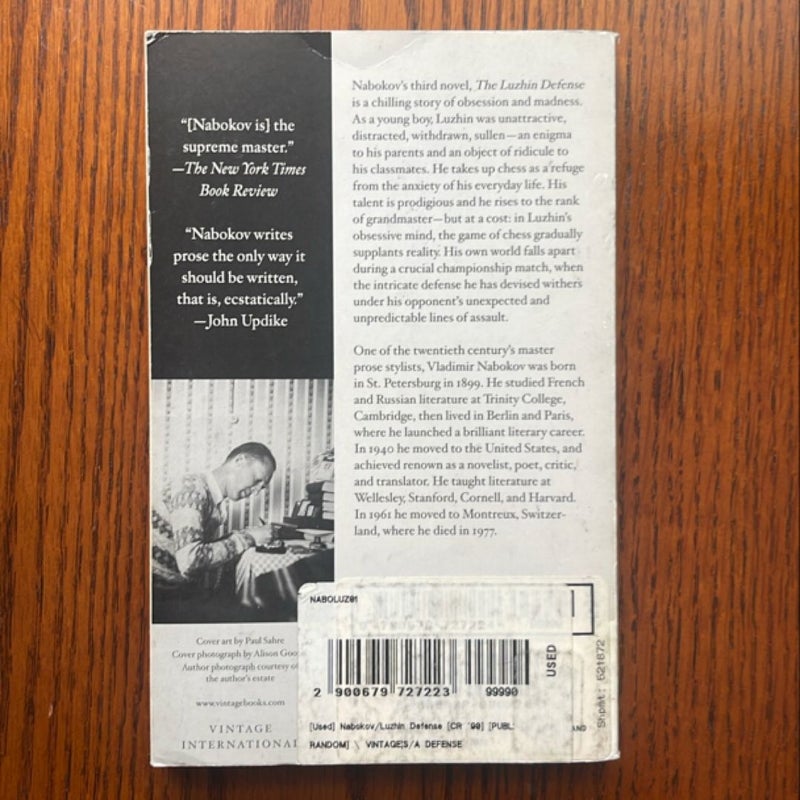 “[Nabokov is] the
supreme master.”
—The New York Times
Book Review
“Nabokov writes
prose the only way it
should be written,
that is, ecstatically.”
—John Updike
Nabokov's third novel, The Luzhin Defense
is a chilling story of obsession and madness.
As a young boy, Luzhin was unattractive,
distracted, withdrawn, sullen—an enigma
to his parents and an object of ridicule to
his classmates. He takes up chess as a refuge
from the anxiety of his everyday life. His
talent is prodigious and he rises to the rank
of grandmaster—but at a cost: in Luzhin's
obsessive mind, the game of chess gradually
supplants reality. His own world falls apart
during a crucial championship match, when
the intricate defense he has devised withers
under his opponent's unexpected and
unpredictable lines of assault.
One of the twentieth century's master
prose stylists, Vladimir Nabokov was born
in St. Petersburg in 1899. He studied French
and Russian literature at Trinity College,
Cambridge, then lived in Berlin and Paris,
where he launched a brilliant literary career.
In 1940 he moved to the United States, and
achieved renown as a novelist, poet, critic,
and translator. He taught literature at
Wellesley, Stanford, Cornell, and Harvard.
In 1961 he moved to Montreux, Switzer-
land, where he died in 1977.
Cover art by Paul Sahre
Cover photograph by Alison
Author photograph courtesy of
the author's estate
www.vintagebooks.com
VINTAGE
INTERNATIONAL
NABOLUZ01
2 900679 727223 99990
USED
Shpmt: 521872
[Used] Nabokov/Luzhin Defense [CR '90] [PUBL:
RANDOM] \ VINTAGE|S/A DEFENSE
AND